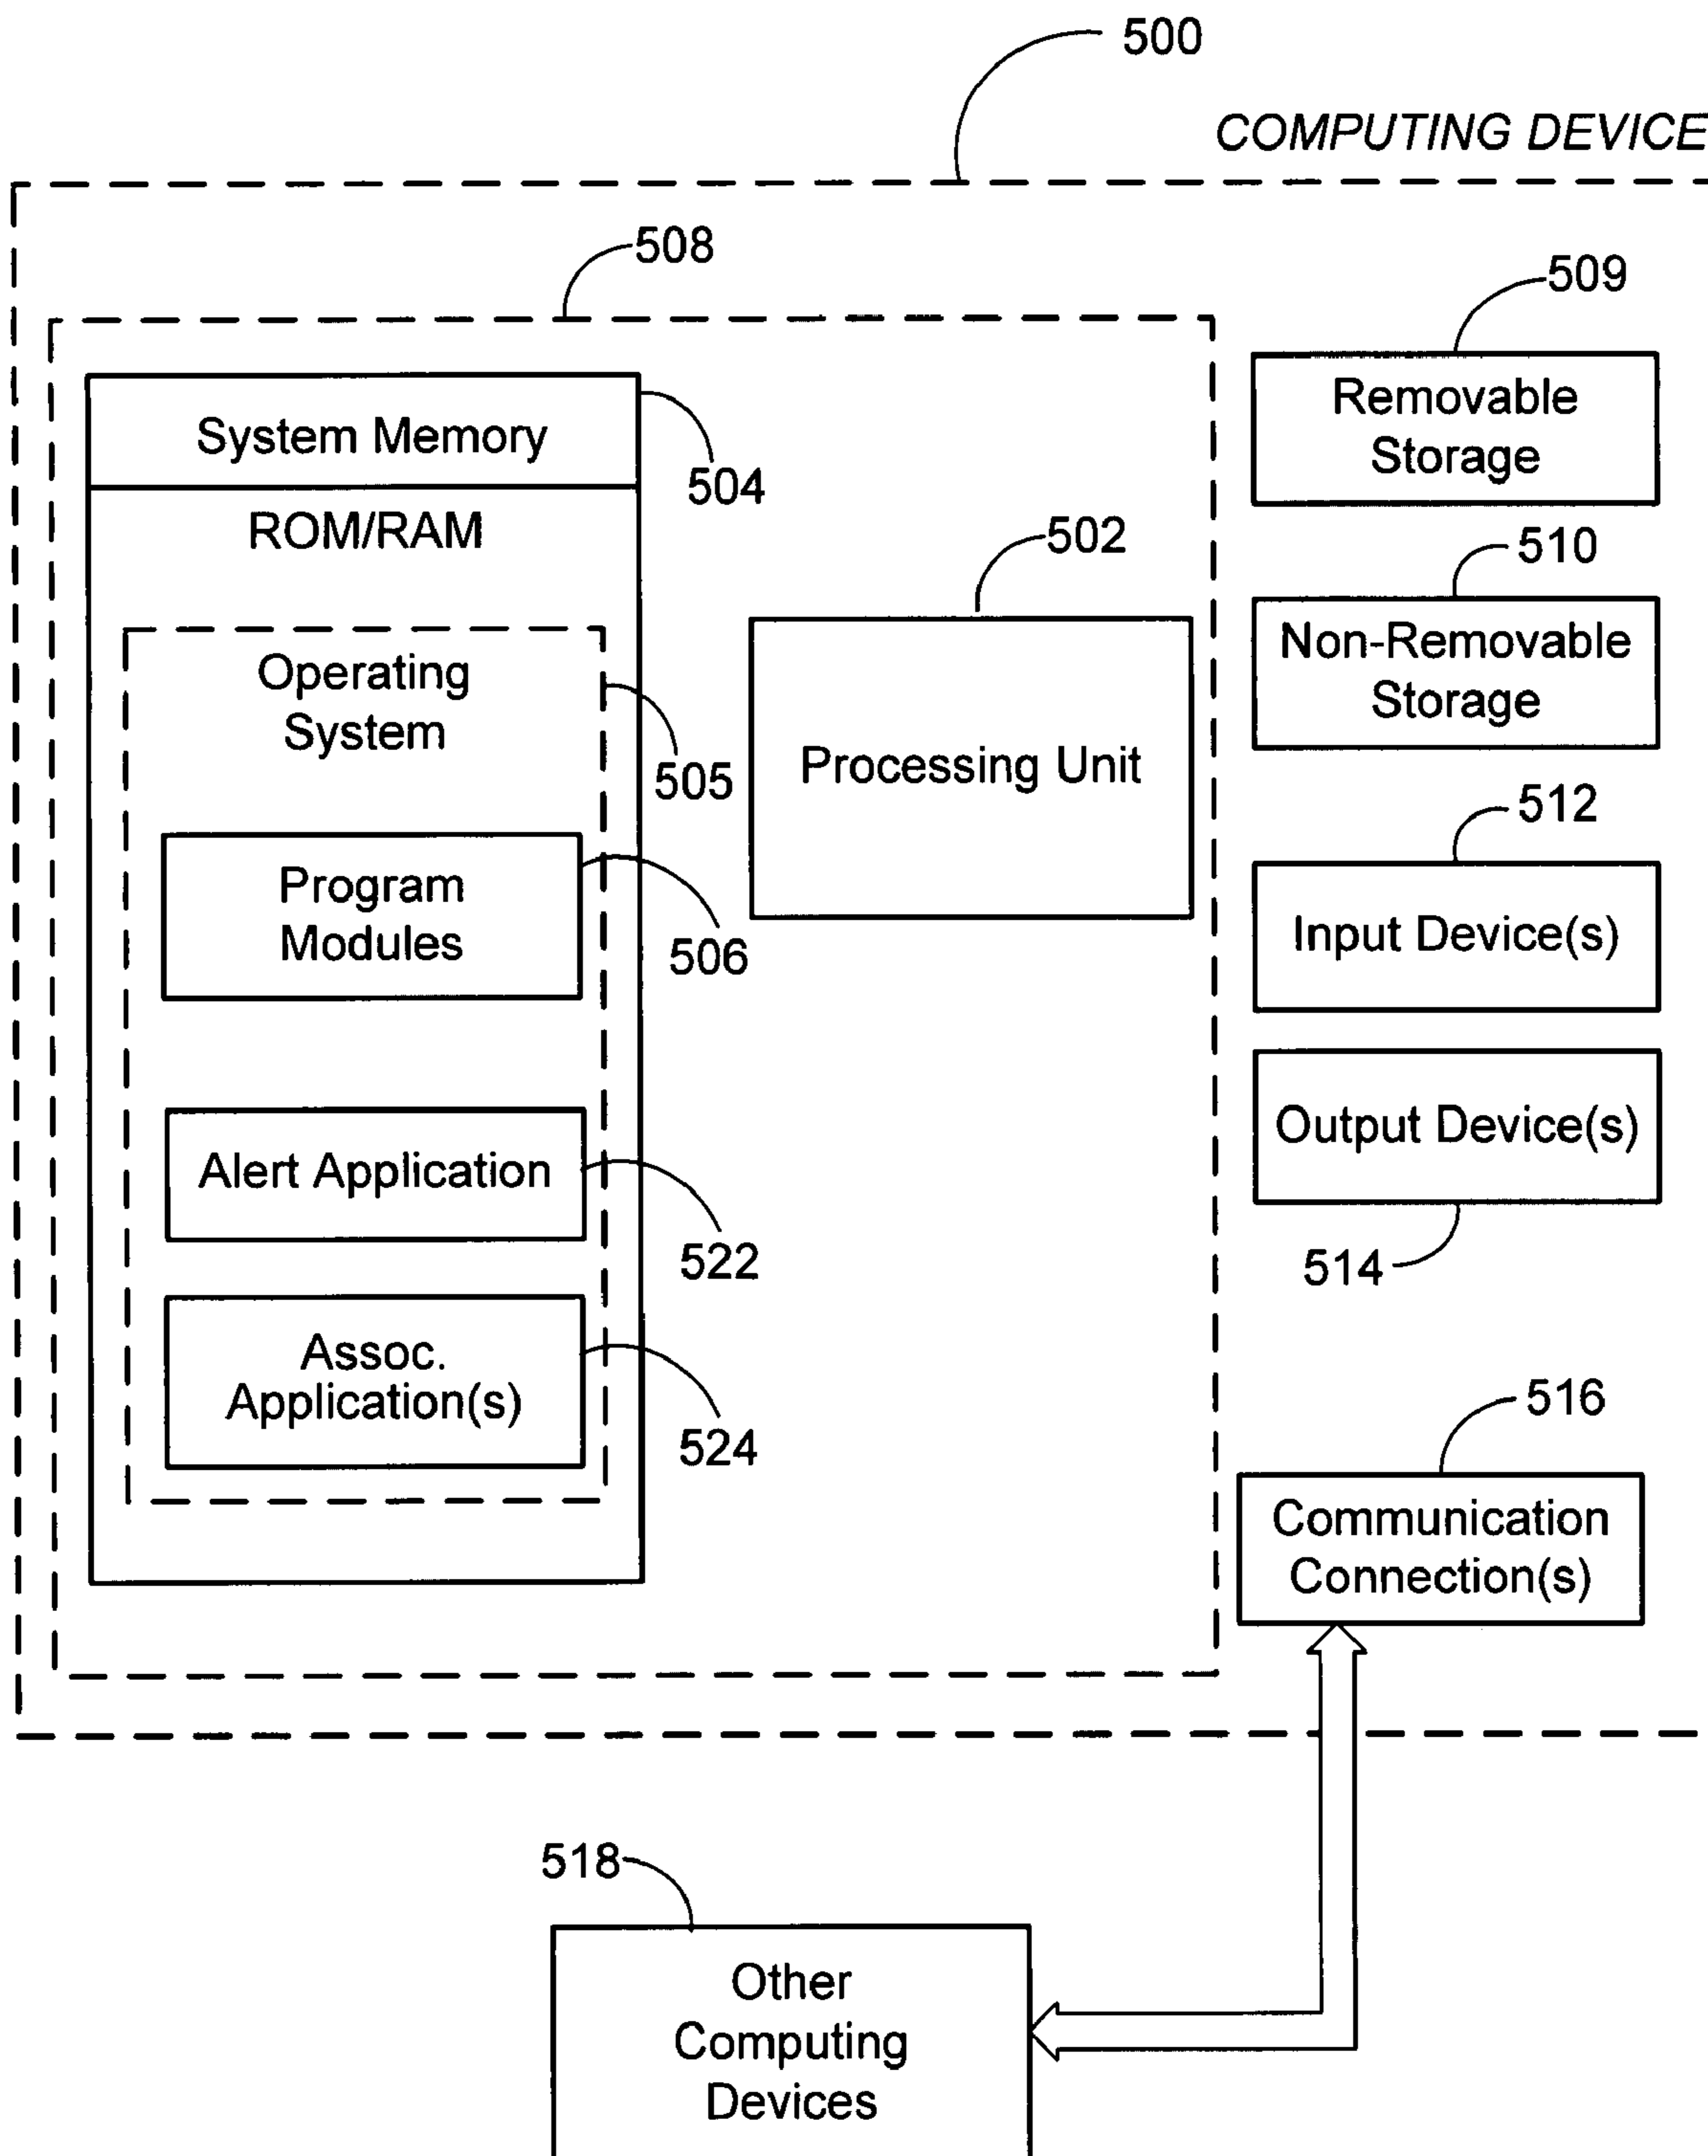 500
COMPUTING DEVICE
508
509
System Memory
504
Removable
Storage
ROM/RAM
502
510
Operating
System
505
Non-Removable
Storage
Processing Unit
512
Program
Modules
506
Input Device(s)
Output Device(s)
514
Alert Application
522
Assoc.
Application(s)
524
516
Communication
Connection(s)
518
Other
Computing
Devices